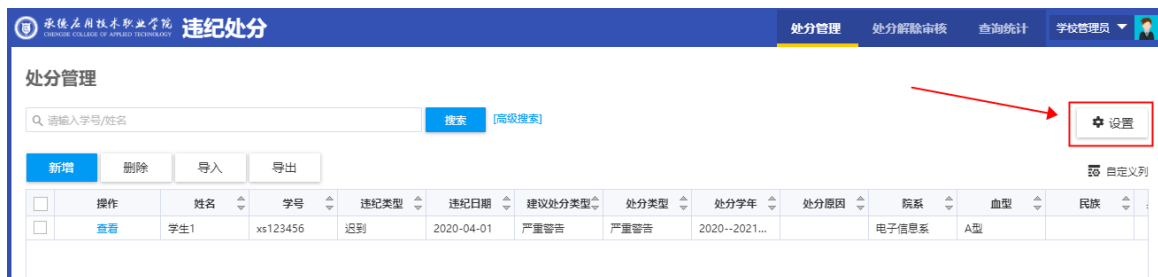 承德应用技术职业学院 违纪处分 处分管理 处分解除审核 查询统计 学校管理员
CHENGDE COLLEGE OF APPLIED TECHNOLOGY
处分管理
请输入学号/姓名 搜索 [高级搜索] 设置
新增 删除 导入 导出 自定义列
操作 姓名 学号 违纪类型 违纪日期 建议处分类型 处分类型 处分学年 处分原因 院系 血型 民族
查看 学生1 xs123456 迟到 2020-04-01 严重警告 严重警告 2020--2021... 电子信息系 A型